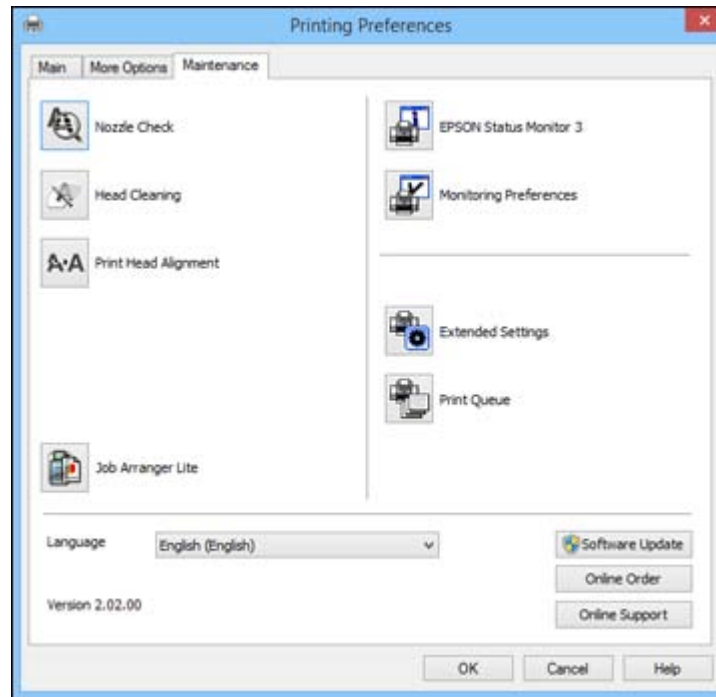 Printing Preferences
Main
More Options
Maintenance
Nozzle Check
Head Cleaning
A·A
Print Head Alignment
Job Arranger Lite
EPSON Status Monitor 3
Monitoring Preferences
Extended Settings
Print Queue
Language
English (English)
Version 2.02.00
Software Update
Online Order
Online Support
OK
Cancel
Help